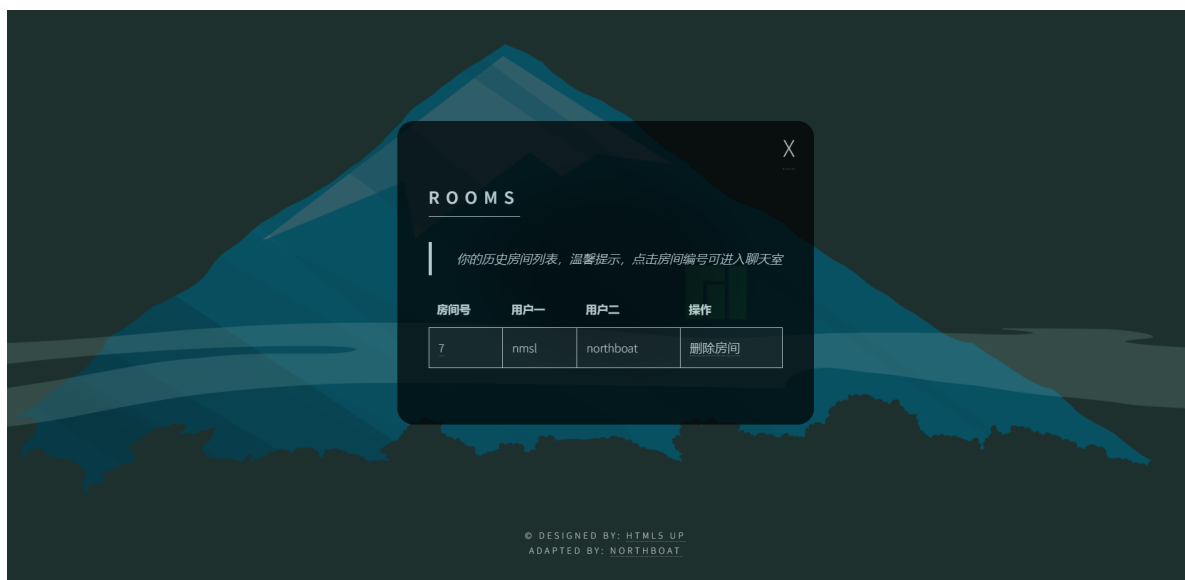 X
ROOMS
你的历史房间列表，温馨提示，点击房间编号可进入聊天室
房间号 用户一 用户二 操作
7 nmsl northboat 删除房间
© DESIGNED BY: HTML5 UP
ADAPTED BY: NORTHBOAT